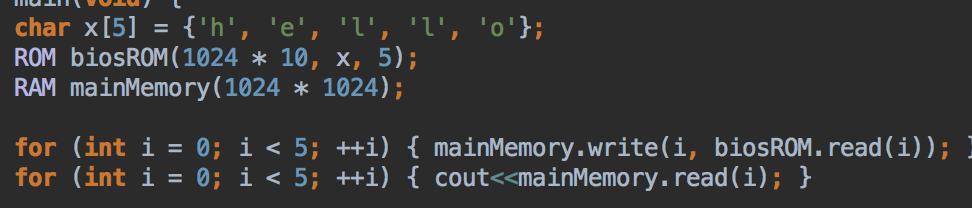 main(void) {
char x[5] = {'h', 'e', 'l', 'l', 'o'};
ROM biosROM(1024 * 10, x, 5);
RAM mainMemory(1024 * 1024);
for (int i = 0; i < 5; ++i) { mainMemory.write(i, biosROM.read(i)); }
for (int i = 0; i < 5; ++i) { cout<<mainMemory.read(i); }